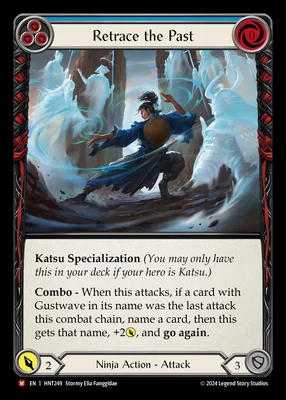 Retrace the Past
Katsu Specialization (You may only have
this in your deck if your hero is Katsu.)
Combo - When this attacks, if a card with
Gustwave in its name was the last attack
this combat chain, name a card, then this
gets that name, +2, and go again.
2
Ninja Action - Attack
3
M EN | HNT249 Stormy Elia Fanggidae
© 2024 Legend Story Studios